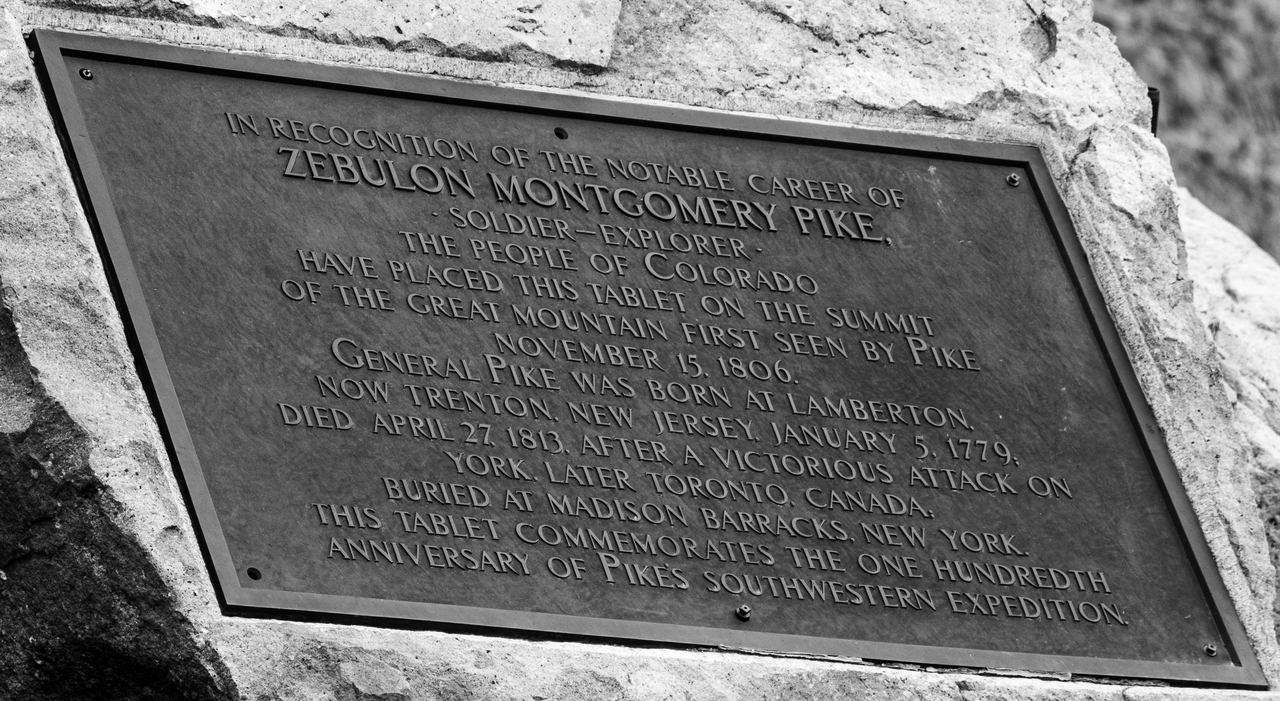 IN RECOGNITION OF THE NOTABLE CAREER OF
ZEBULON MONTGOMERY PIKE,
· SOLDIER—EXPLORER ·
THE PEOPLE OF COLORADO
HAVE PLACED THIS TABLET ON THE SUMMIT
OF THE GREAT MOUNTAIN FIRST SEEN BY PIKE
NOVEMBER 15, 1806.
GENERAL PIKE WAS BORN AT LAMBERTON,
NOW TRENTON, NEW JERSEY, JANUARY 5, 1779;
DIED APRIL 27, 1813, AFTER A VICTORIOUS ATTACK ON
YORK, LATER TORONTO, CANADA;
BURIED AT MADISON BARRACKS, NEW YORK.
THIS TABLET COMMEMORATES THE ONE HUNDREDTH
ANNIVERSARY OF PIKE'S SOUTHWESTERN EXPEDITION.